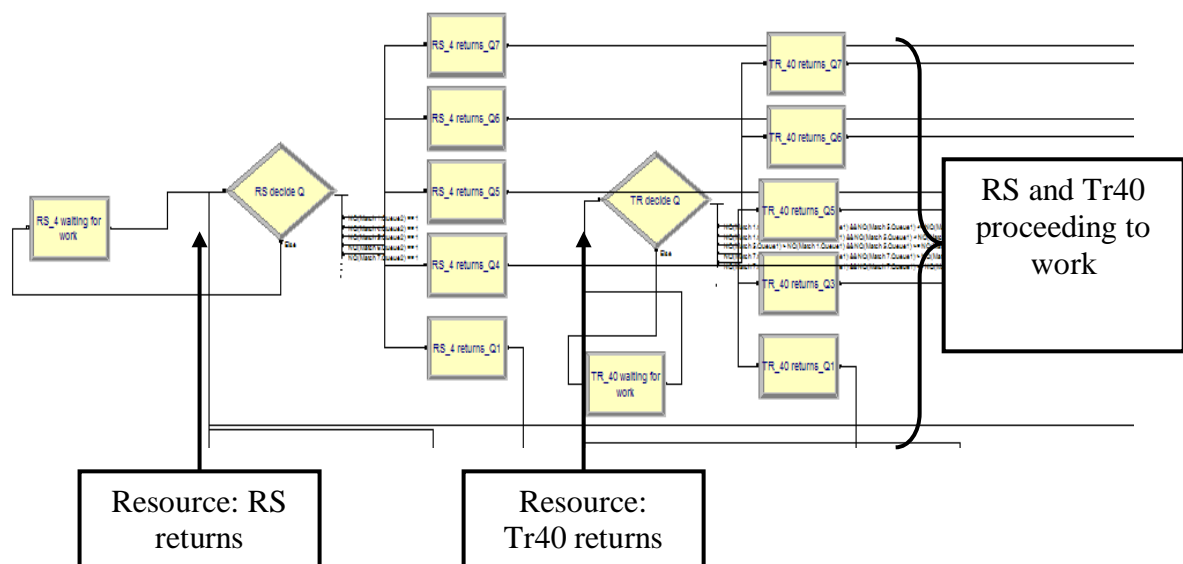 RS_4 returns_Q7
RS_4 returns_Q6
RS_4 returns_Q5
RS_4 returns_Q4
RS_4 returns_Q1
RS decide Q
Else
RS_4 waiting for
work
TR_40 returns_Q7
TR_40 returns_Q6
TR_40 returns_Q5
TR_40 returns_Q3
TR_40 returns_Q1
TR decide Q
Else
TR_40 waiting for
work
RS and Tr40
proceeding to
work
Resource: RS
returns
Resource:
Tr40 returns